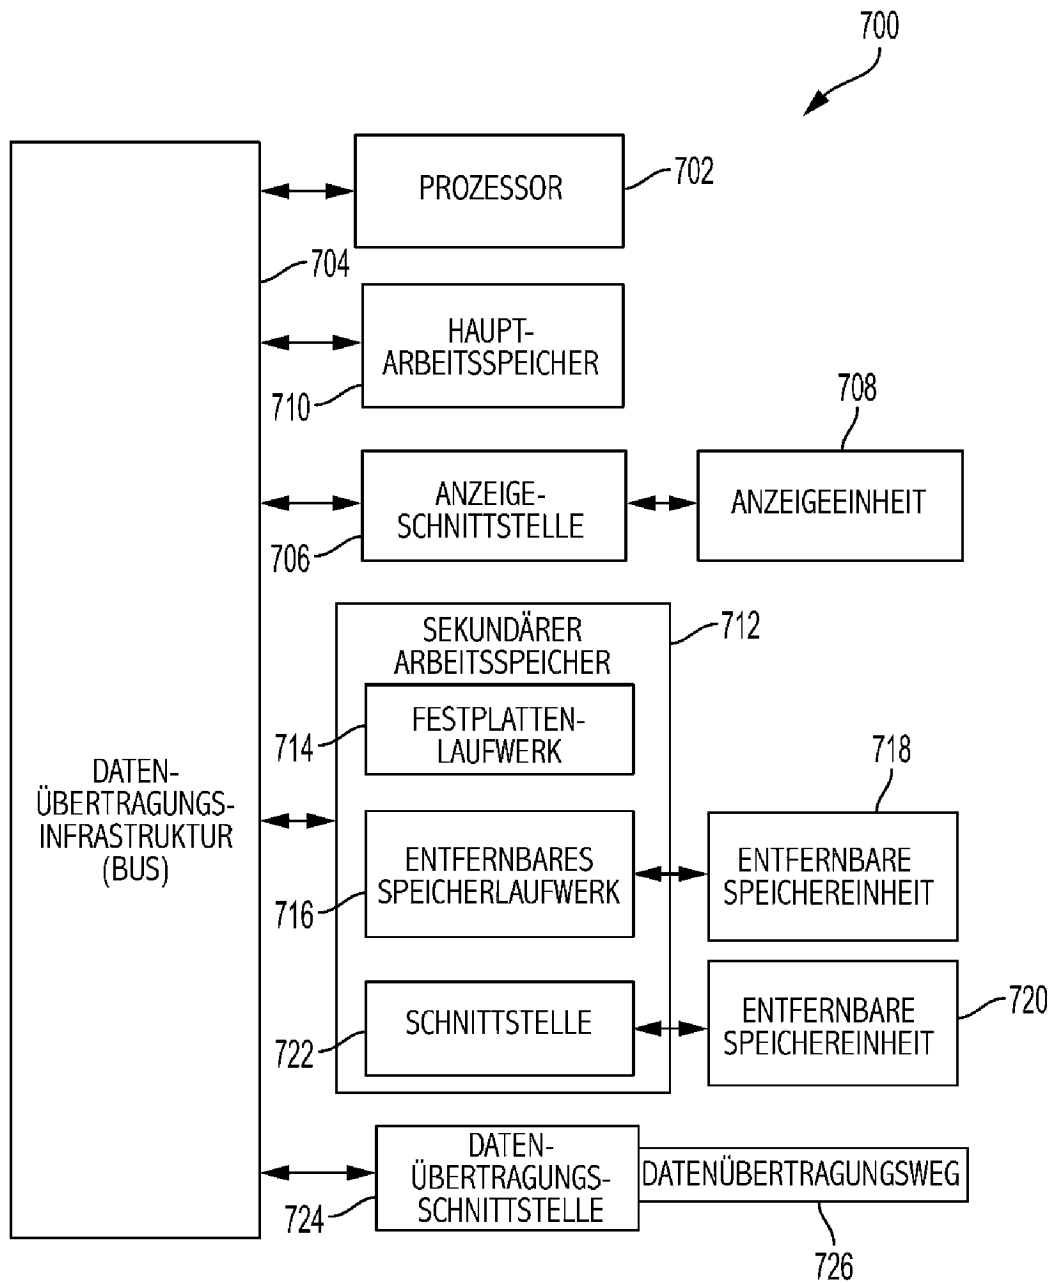 700
PROZESSOR
702
704
HAUPT-
ARBEITSSPEICHER
710
708
ANZEIGE-
SCHNITTSTELLE
706
ANZEIGEEINHEIT
712
SEKUNDÄRER
ARBEITSSPEICHER
714
FESTPLATTEN-
LAUFWERK
718
DATEN-
ÜBERTRAGUNGS-
INFRASTRUKTUR
(BUS)
716
ENTFERNBARES
SPEICHERLAUFWERK
ENTFERNBARE
SPEICHEREINHEIT
722
SCHNITTSTELLE
ENTFERNBARE
SPEICHEREINHEIT
720
724
DATEN-
ÜBERTRAGUNGS-
SCHNITTSTELLE
DATENÜBERTRAGUNGSWEG
726